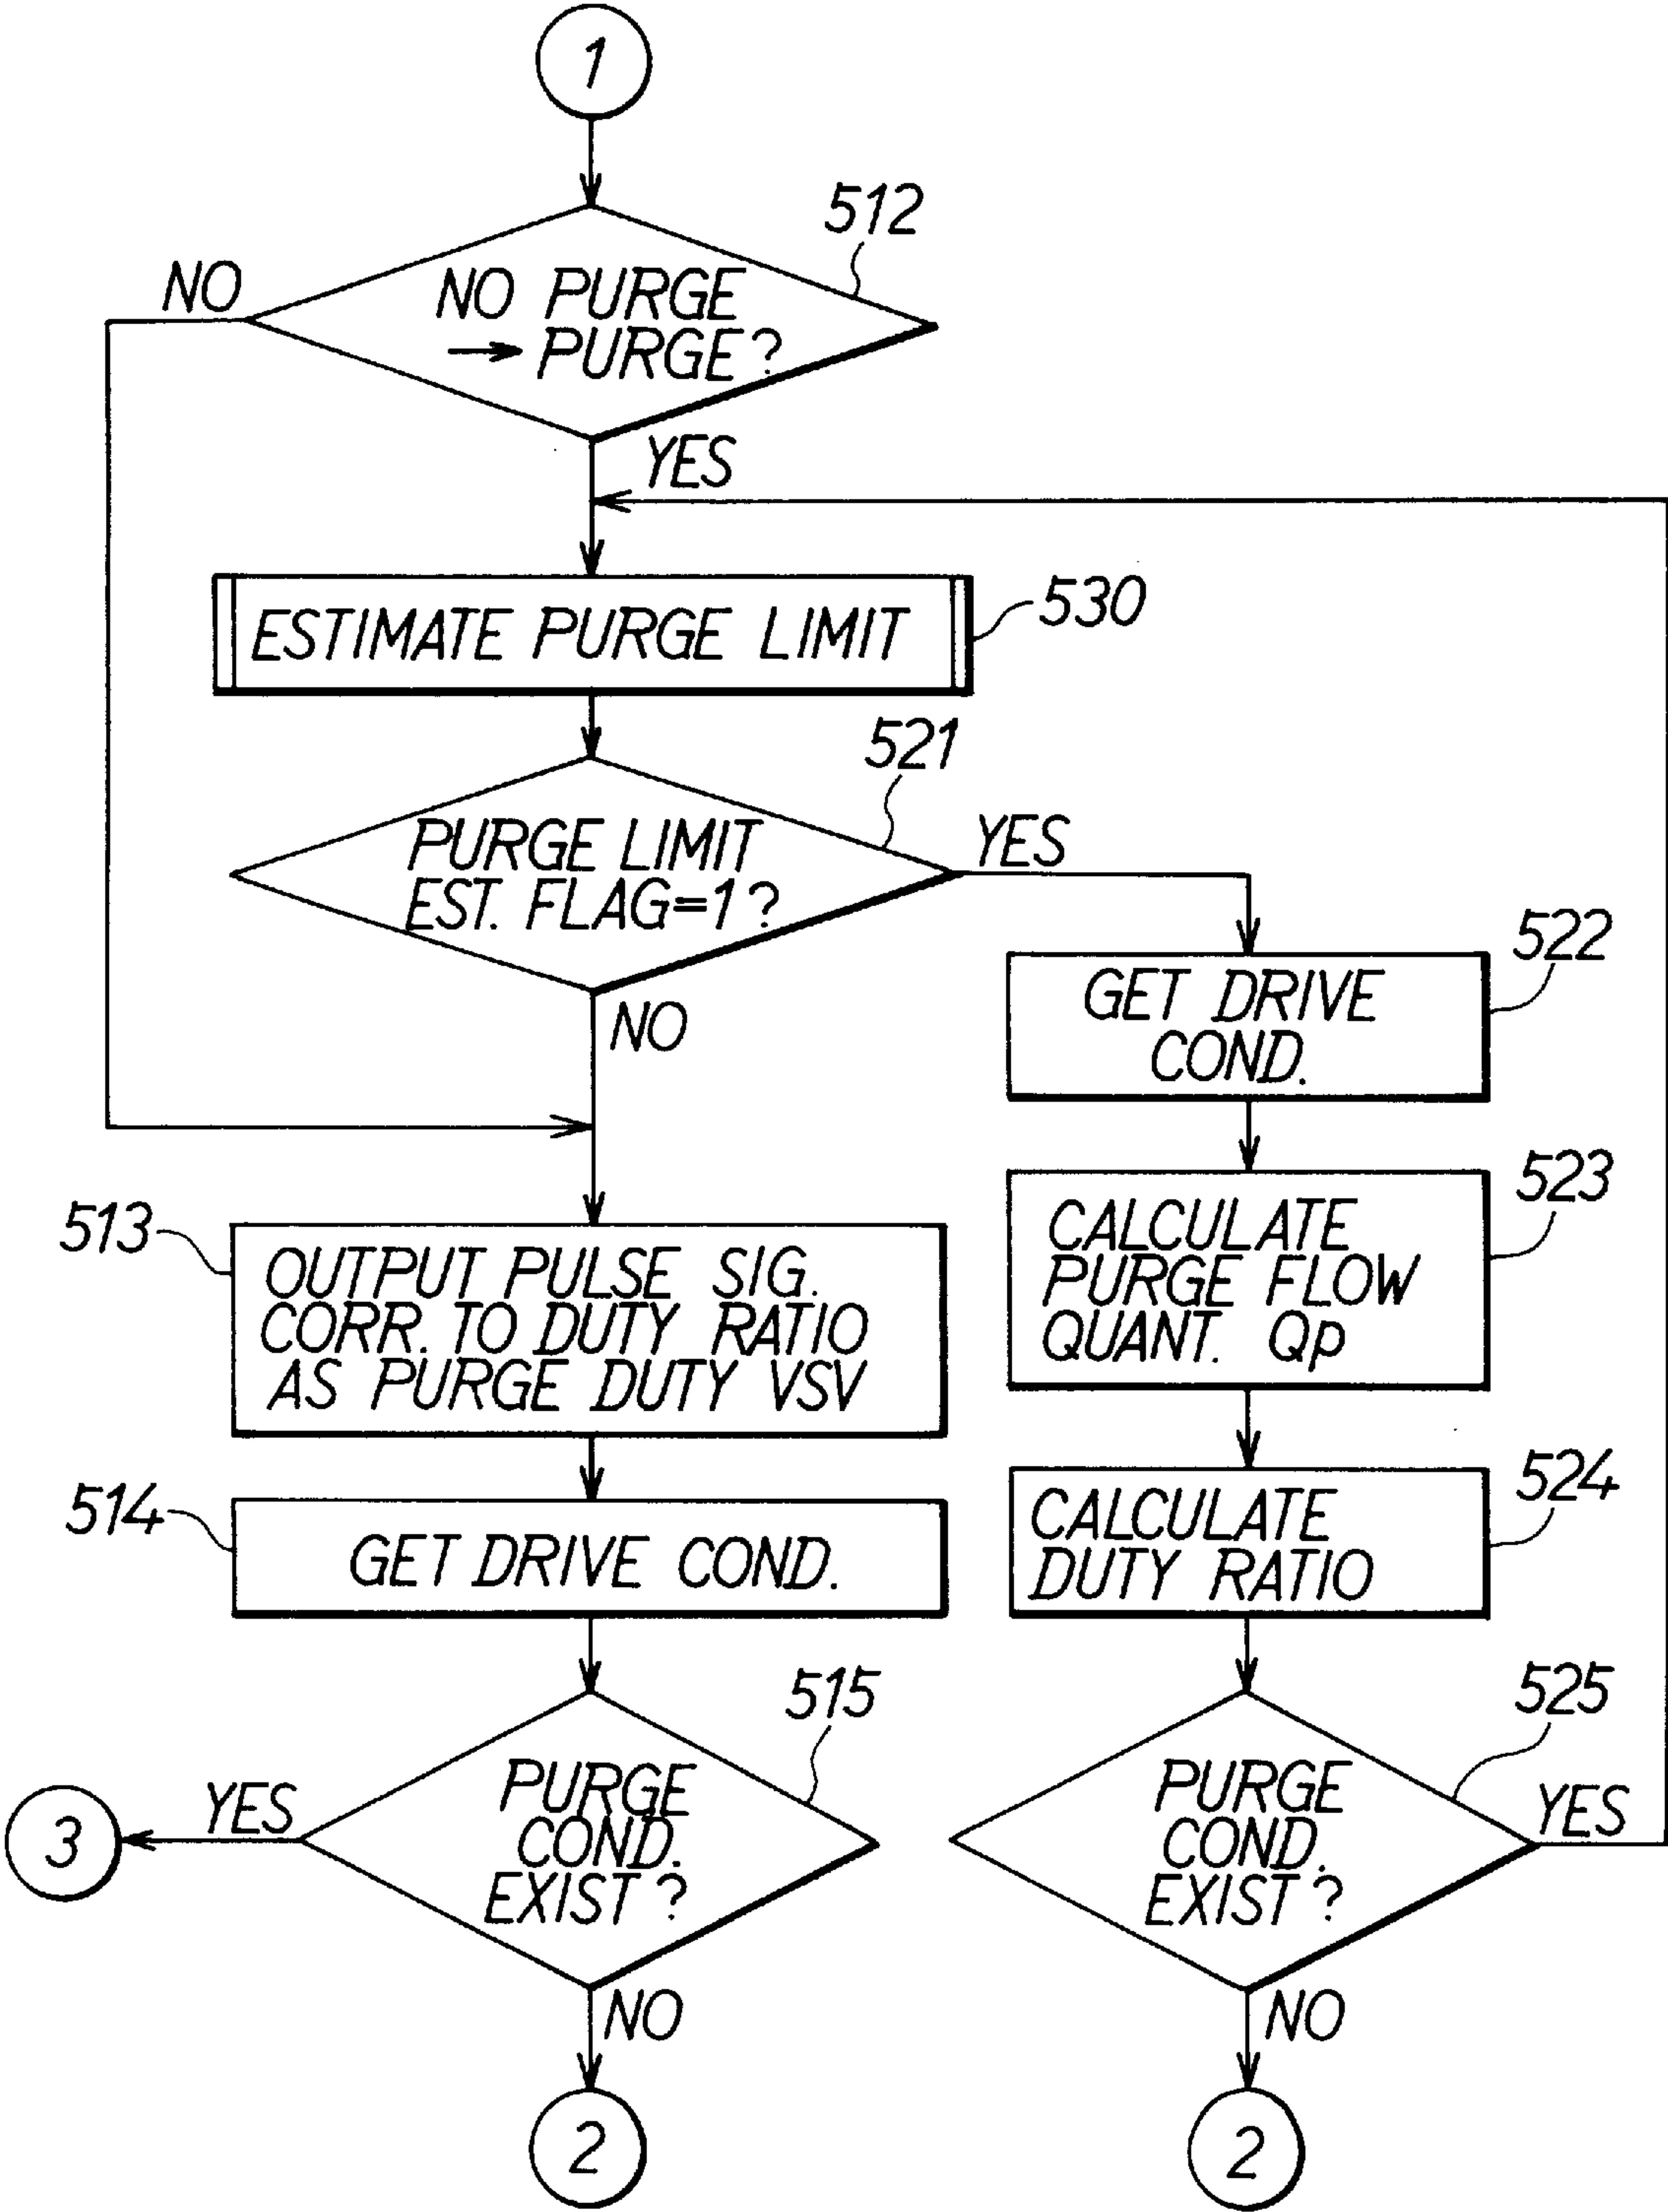 1
512
NO
NO PURGE
→ PURGE?
YES
ESTIMATE PURGE LIMIT
530
521
PURGE LIMIT
EST. FLAG=1?
YES
NO
522
GET DRIVE
COND.
523
CALCULATE
PURGE FLOW
QUANT. Qp
513
OUTPUT PULSE SIG.
CORR. TO DUTY RATIO
AS PURGE DUTY VSV
524
CALCULATE
DUTY RATIO
514
GET DRIVE COND.
515
PURGE
COND.
EXIST?
YES
3
NO
2
525
PURGE
COND.
EXIST?
YES
NO
2